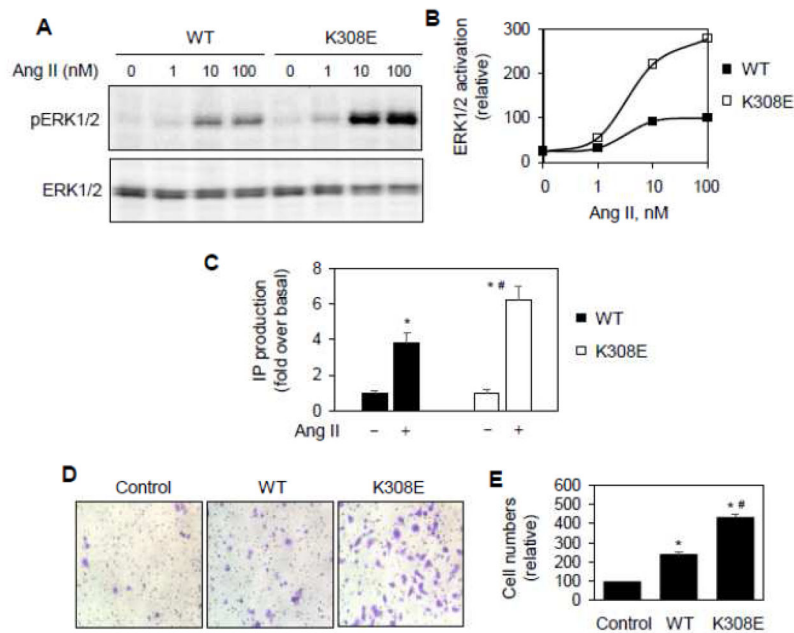 A
WT K308E
Ang II (nM) 0 1 10 100 0 1 10 100
pERK1/2
ERK1/2
B
ERK1/2 activation
(relative)
300
200
100
0
0 1 10 100
Ang II, nM
WT
K308E
C
IP production
(fold over basal)
8
6
4
2
0
*
* #
Ang II − + − +
WT
K308E
D
Control WT K308E
E
Cell numbers
(relative)
600
500
400
300
200
100
0
*
* #
Control WT K308E